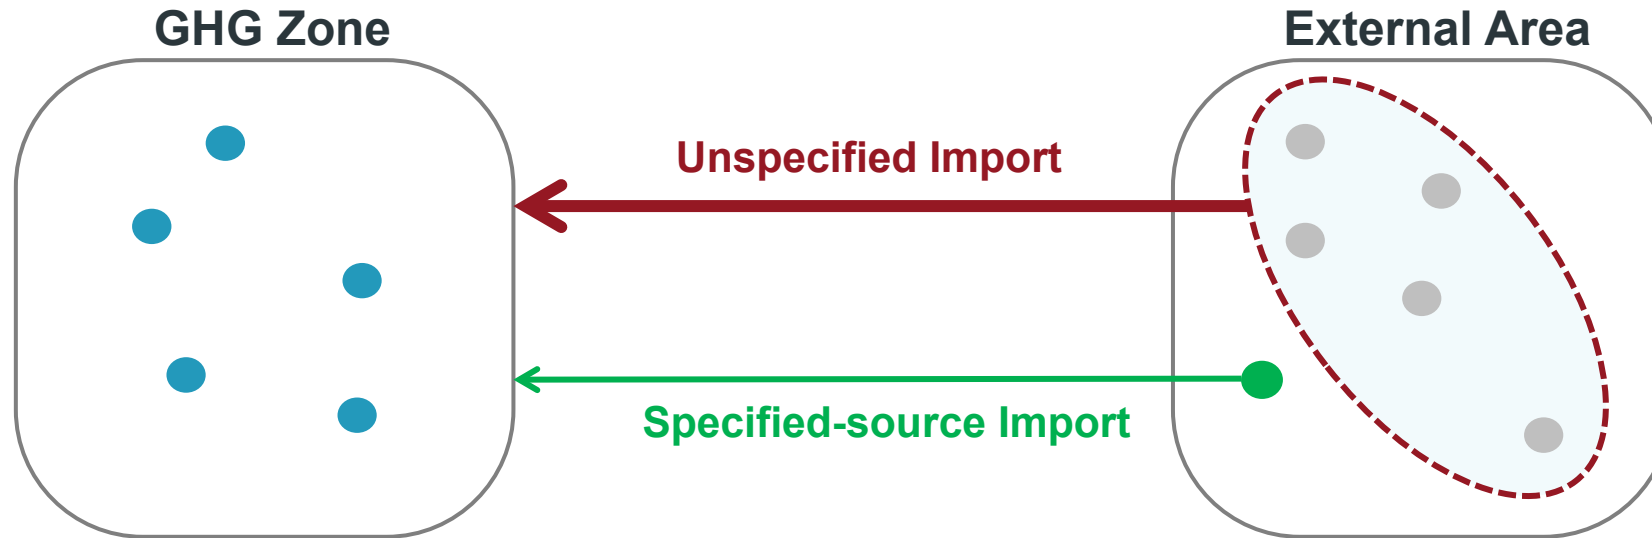 GHG Zone
External Area
Unspecified Import
Specified-source Import